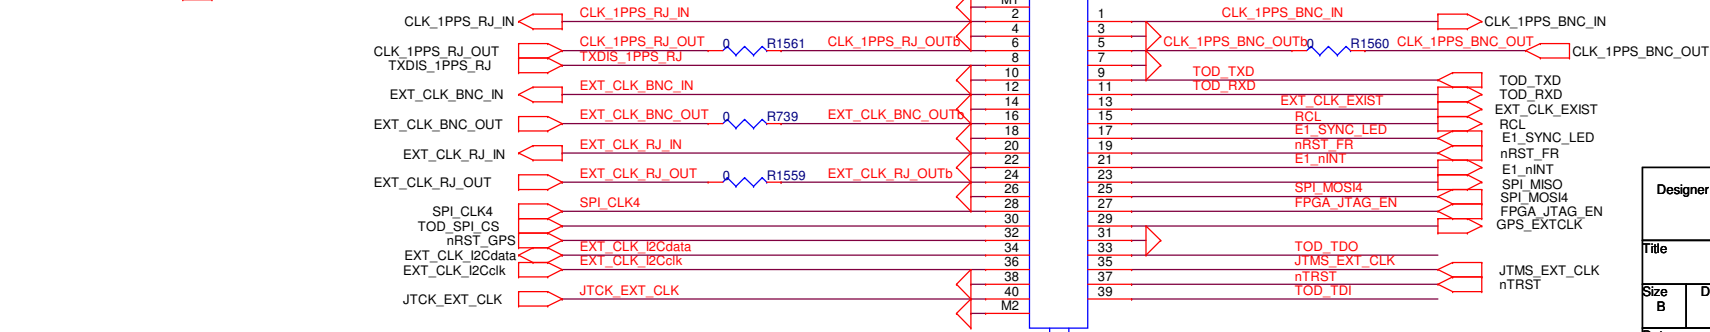 M1
CLK_1PPS_RJ_IN CLK_1PPS_RJ_IN 2 1 CLK_1PPS_BNC_IN CLK_1PPS_BNC_IN
4 3
CLK_1PPS_RJ_OUT CLK_1PPS_RJ_OUT 0 R1561 CLK_1PPS_RJ_OUTb 6 5 CLK_1PPS_BNC_OUTb 0 R1560 CLK_1PPS_BNC_OUT CLK_1PPS_BNC_OUT
TXDIS_1PPS_RJ TXDIS_1PPS_RJ 8 7
10 9 TOD_TXD TOD_TXD
EXT_CLK_BNC_IN EXT_CLK_BNC_IN 12 11 TOD_RXD TOD_RXD
14 13 EXT_CLK_EXIST EXT_CLK_EXIST
EXT_CLK_BNC_OUT EXT_CLK_BNC_OUT 0 R739 EXT_CLK_BNC_OUTb 16 15 RCL RCL
18 17 E1_SYNC_LED E1_SYNC_LED
EXT_CLK_RJ_IN EXT_CLK_RJ_IN 20 19 nRST_FR nRST_FR
22 21 E1_nINT E1_nINT
EXT_CLK_RJ_OUT EXT_CLK_RJ_OUT 0 R1559 EXT_CLK_RJ_OUTb 24 23 SPI_MISO
26 25 SPI_MOSI4 SPI_MOSI4
SPI_CLK4 SPI_CLK4 28 27 FPGA_JTAG_EN FPGA_JTAG_EN
TOD_SPI_CS 30 29 GPS_EXTCLK
nRST_GPS 32 31
EXT_CLK_I2Cdata EXT_CLK_I2Cdata 34 33 TOD_TDO
EXT_CLK_I2Cclk EXT_CLK_I2Cclk 36 35 JTMS_EXT_CLK JTMS_EXT_CLK
38 37 nTRST nTRST
JTCK_EXT_CLK JTCK_EXT_CLK 40 39 TOD_TDI
M2
Designer
Title
Size D
B